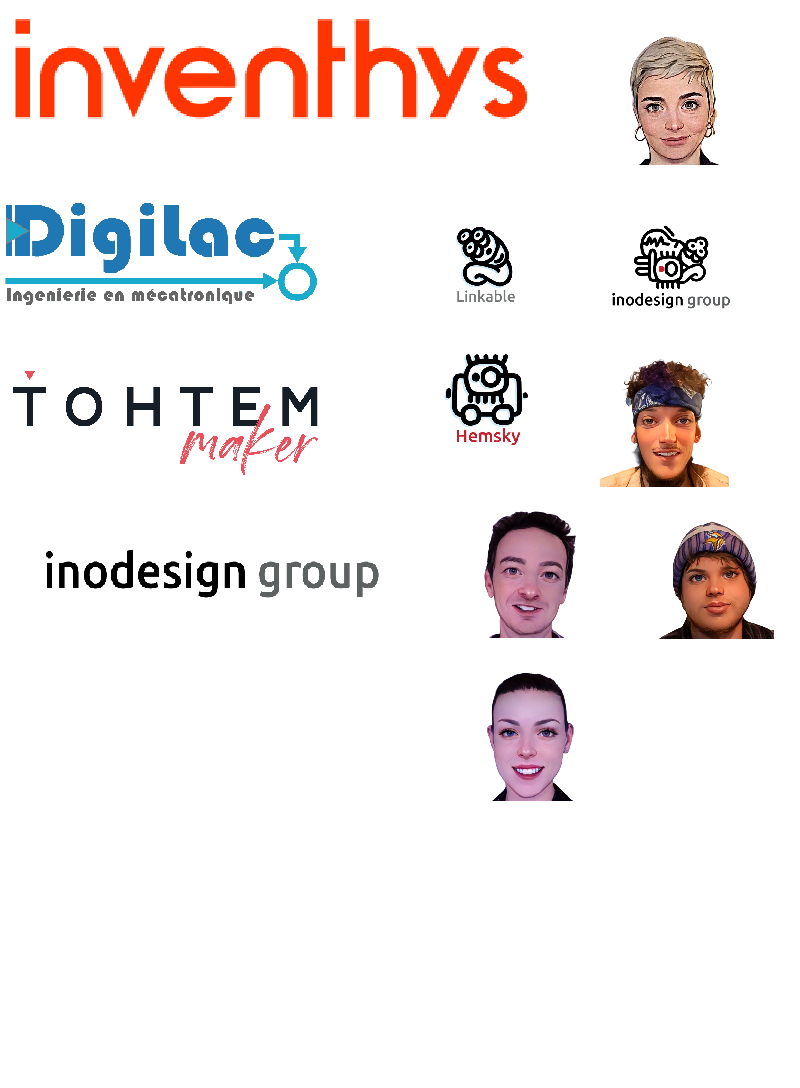 inventhys
DigiLac
Ingenierie en mécatronique
Linkable
inodesign group
TOHTEM
maker
Hemsky
inodesign group